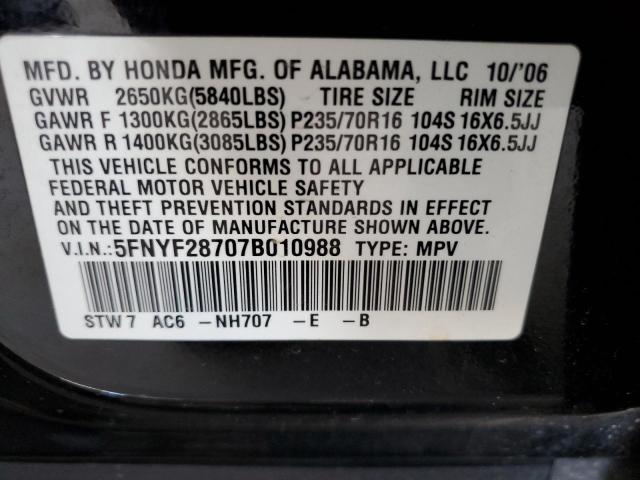 MFD. BY HONDA MFG. OF ALABAMA, LLC 10/'06
GVWR 2650KG(5840LBS) TIRE SIZE RIM SIZE
GAWR F 1300KG(2865LBS) P235/70R16 104S 16X6.5JJ
GAWR R 1400KG(3085LBS) P235/70R16 104S 16X6.5JJ
THIS VEHICLE CONFORMS TO ALL APPLICABLE
FEDERAL MOTOR VEHICLE SAFETY
AND THEFT PREVENTION STANDARDS IN EFFECT
ON THE DATE OF MANUFACTURE SHOWN ABOVE.
V.I.N.:5FNYF28707B010988 TYPE: MPV
STW7 AC6 -NH707 -E -B